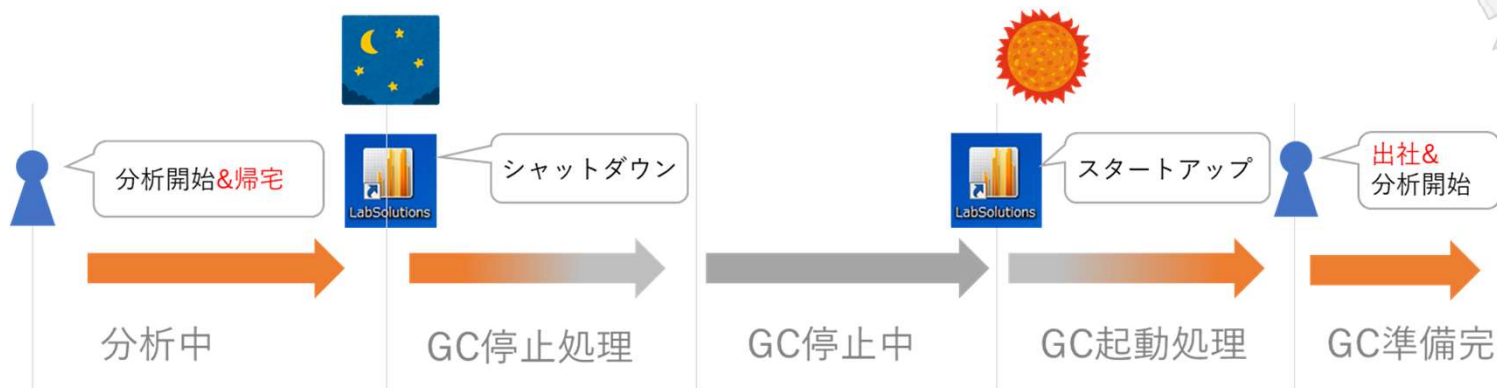 分析開始&帰宅
LabSolutions
シャットダウン
LabSolutions
スタートアップ
出社&
分析開始
分析中
GC停止処理
GC停止中
GC起動処理
GC準備完